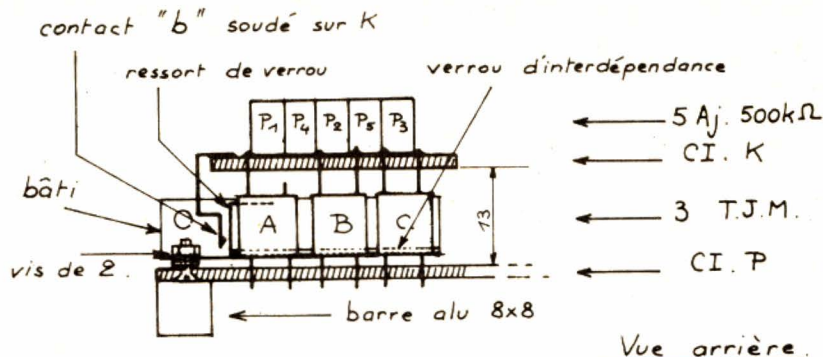 contact "b" soudé sur K
ressort de verrou
verrou d'interdépendance
P1 P4 P2 P5 P3
5 Aj. 500kΩ
CI. K
bâti
A B C
13
3 T.J.M.
vis de 2.
CI. P
barre alu 8x8
Vue arrière.